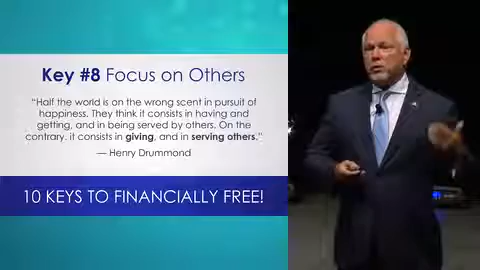 Key #8 Focus on Others
“Half the world is on the wrong scent in pursuit of
happiness. They think it consists in having and
getting, and in being served by others. On the
contrary, it consists in giving, and in serving others.”
— Henry Drummond
10 KEYS TO FINANCIALLY FREE!